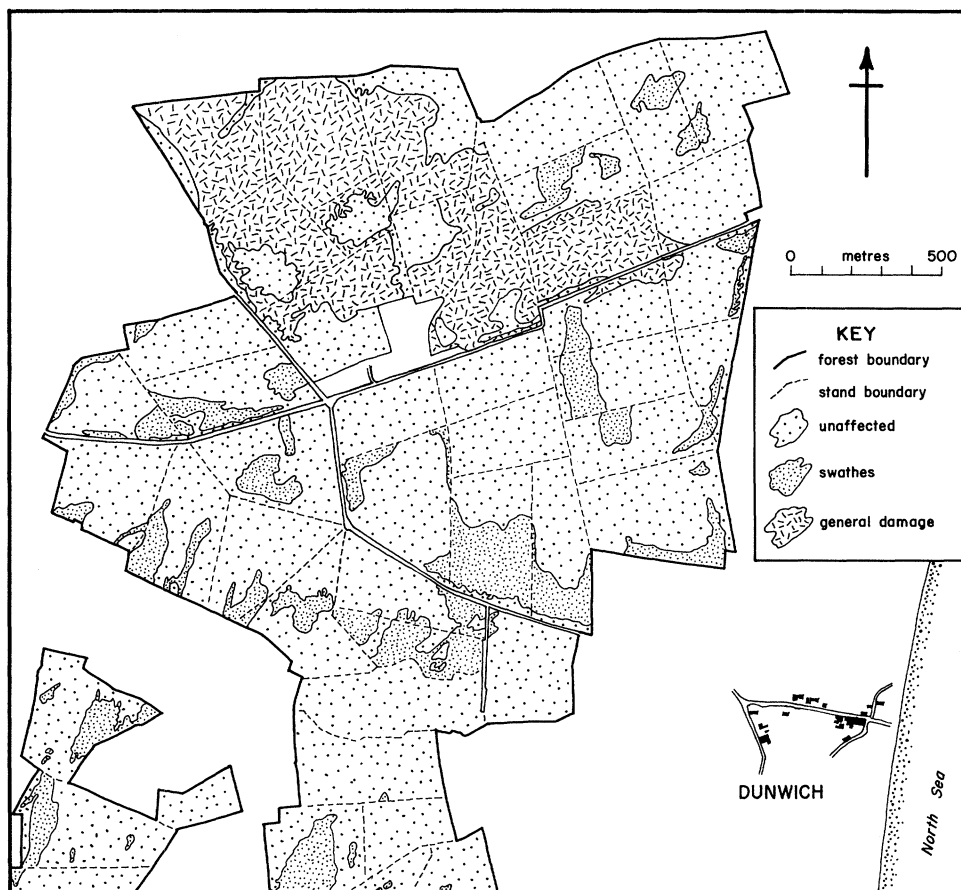 0 metres 500
KEY
forest boundary
stand boundary
unaffected
swathes
general damage
DUNWICH
North Sea